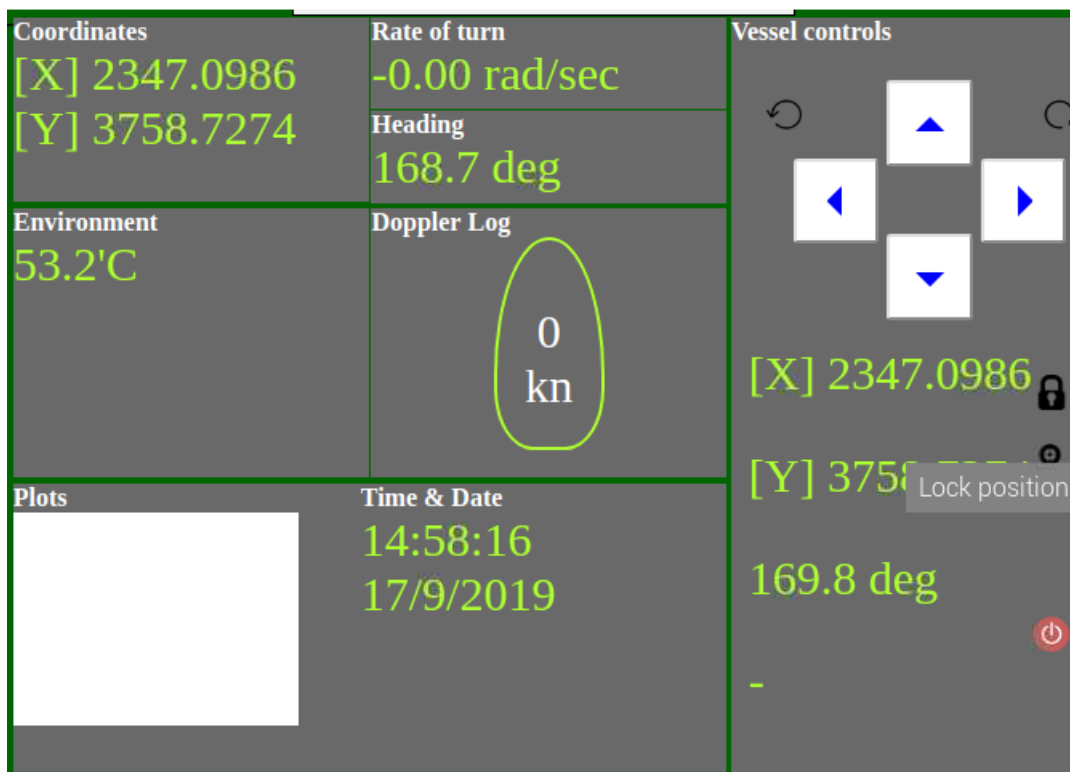 Coordinates
[X] 2347.0986
[Y] 3758.7274
Rate of turn
-0.00 rad/sec
Heading
168.7 deg
Environment
53.2'C
Doppler Log
0
kn
Plots
Time & Date
14:58:16
17/9/2019
Vessel controls
[X] 2347.0986
[Y]
Lock position
169.8 deg
-